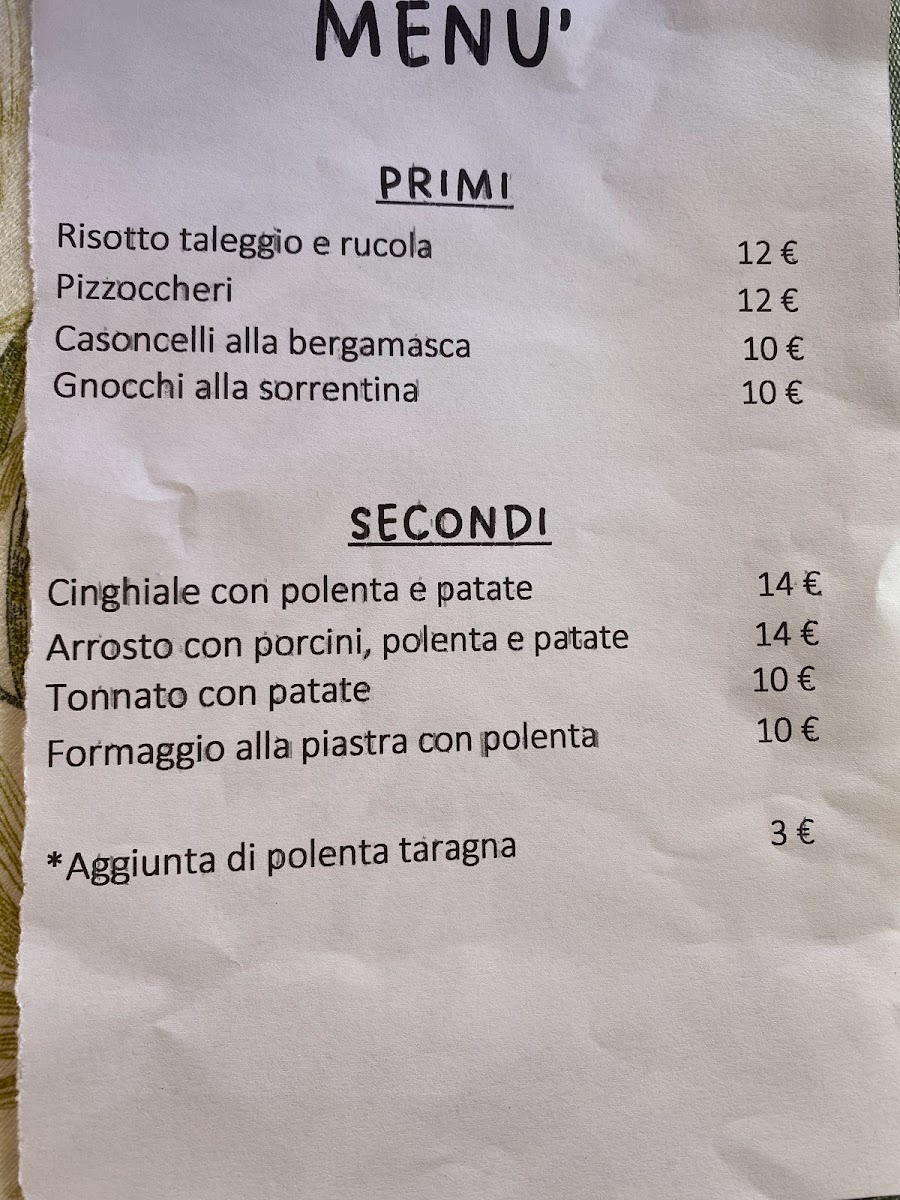 MENU'
PRIMI
Risotto taleggio e rucola 12 €
Pizzoccheri 12 €
Casoncelli alla bergamasca 10 €
Gnocchi alla sorrentina 10 €
SECONDI
Cinghiale con polenta e patate 14 €
Arrosto con porcini, polenta e patate 14 €
Tonnato con patate 10 €
Formaggio alla piastra con polenta 10 €
*Aggiunta di polenta taragna 3 €